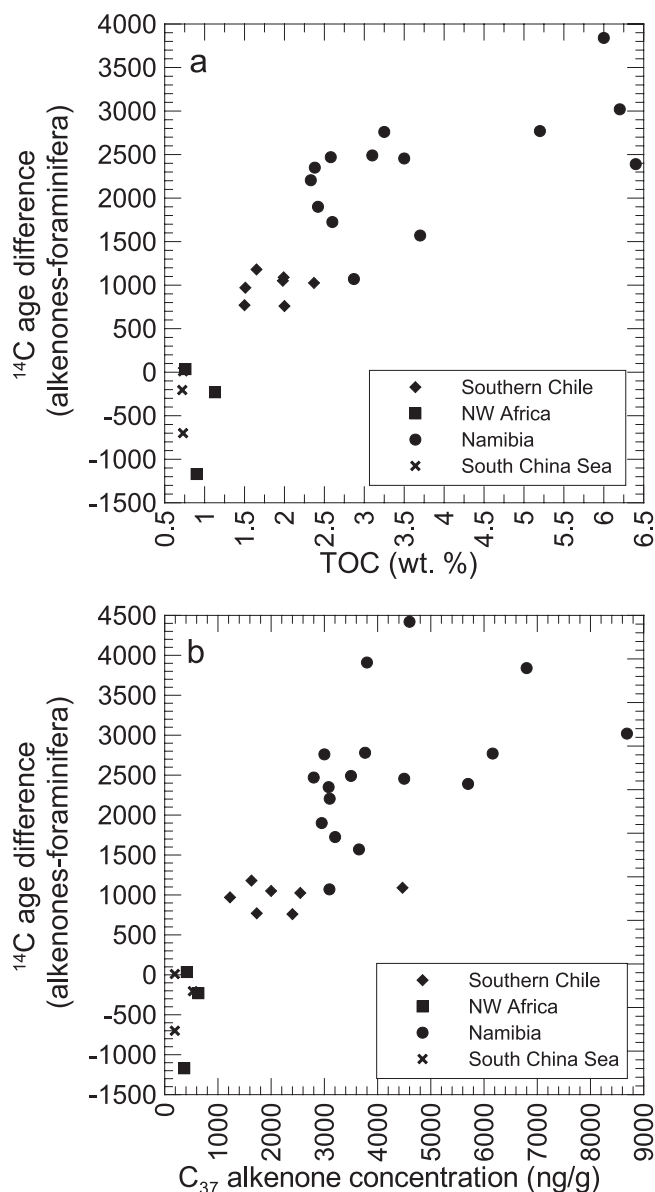 4000
3500
3000
2500
2000
1500
1000
500
0
-500
-1000
-1500
a
¹⁴C age difference
(alkenones-foraminifera)
Southern Chile
NW Africa
Namibia
South China Sea
0.5 1 1.5 2 2.5 3 3.5 4 4.5 5 5.5 6 6.5
TOC (wt. %)
4500
4000
3500
3000
2500
2000
1500
1000
500
0
-500
-1000
-1500
b
¹⁴C age difference
(alkenones-foraminifera)
Southern Chile
NW Africa
Namibia
South China Sea
0 1000 2000 3000 4000 5000 6000 7000 8000 9000
C₃₇ alkenone concentration (ng/g)